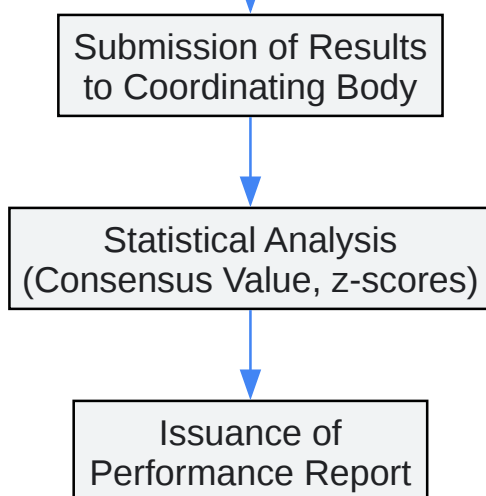 Submission of Results
to Coordinating Body
Statistical Analysis
(Consensus Value, z-scores)
Issuance of
Performance Report